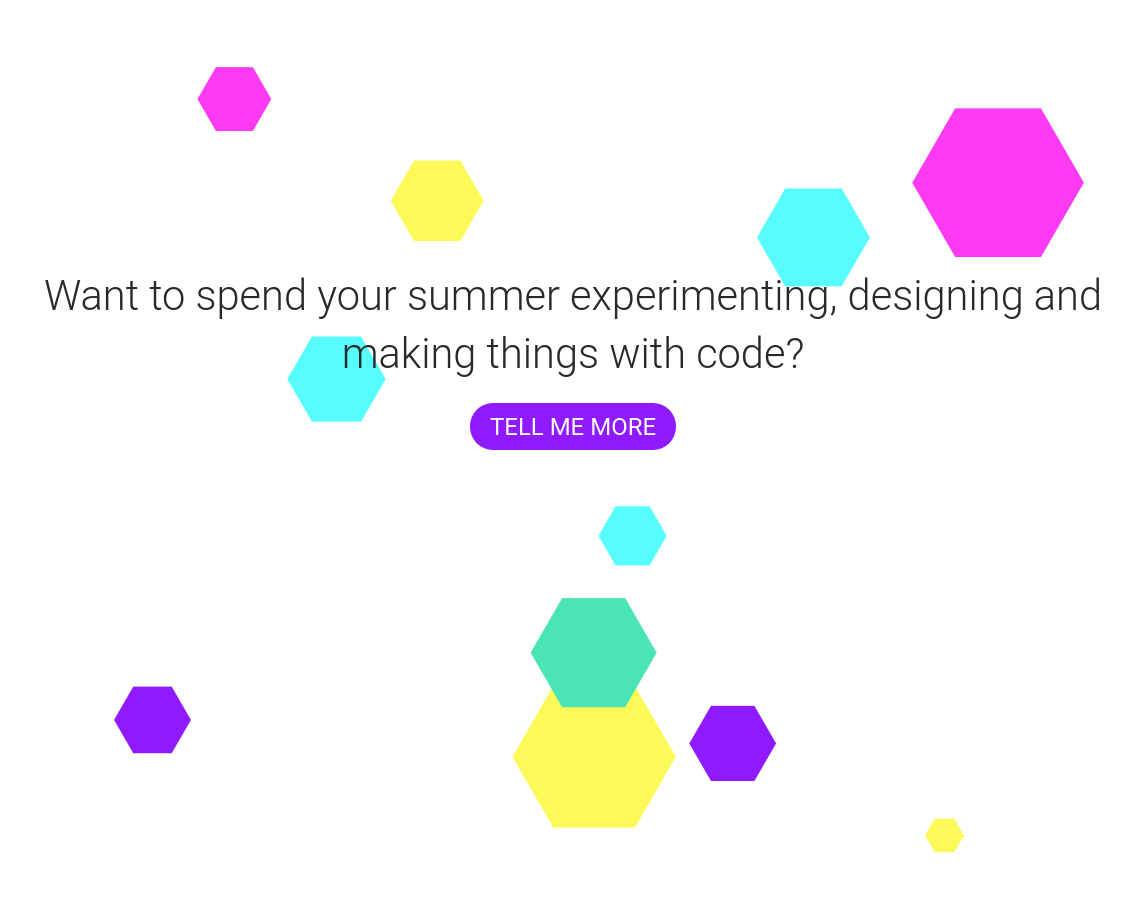 Want to spend your summer experimenting, designing and
making things with code?
TELL ME MORE